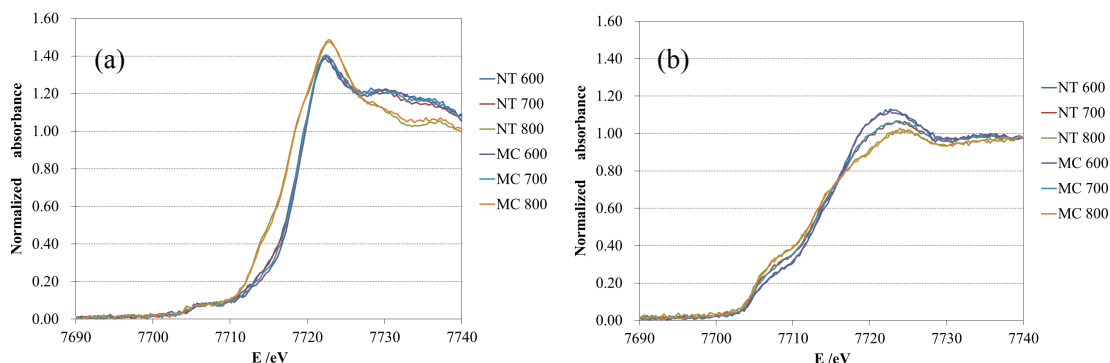 (a)
1.60
1.40
1.20
1.00
0.80
0.60
0.40
0.20
0.00
Normalized absorbance
7690 7700 7710 7720 7730 7740
E /eV
NT 600
NT 700
NT 800
MC 600
MC 700
MC 800
(b)
1.60
1.40
1.20
1.00
0.80
0.60
0.40
0.20
0.00
Normalized absorbance
7690 7700 7710 7720 7730 7740
E /eV
NT 600
NT 700
NT 800
MC 600
MC 700
MC 800